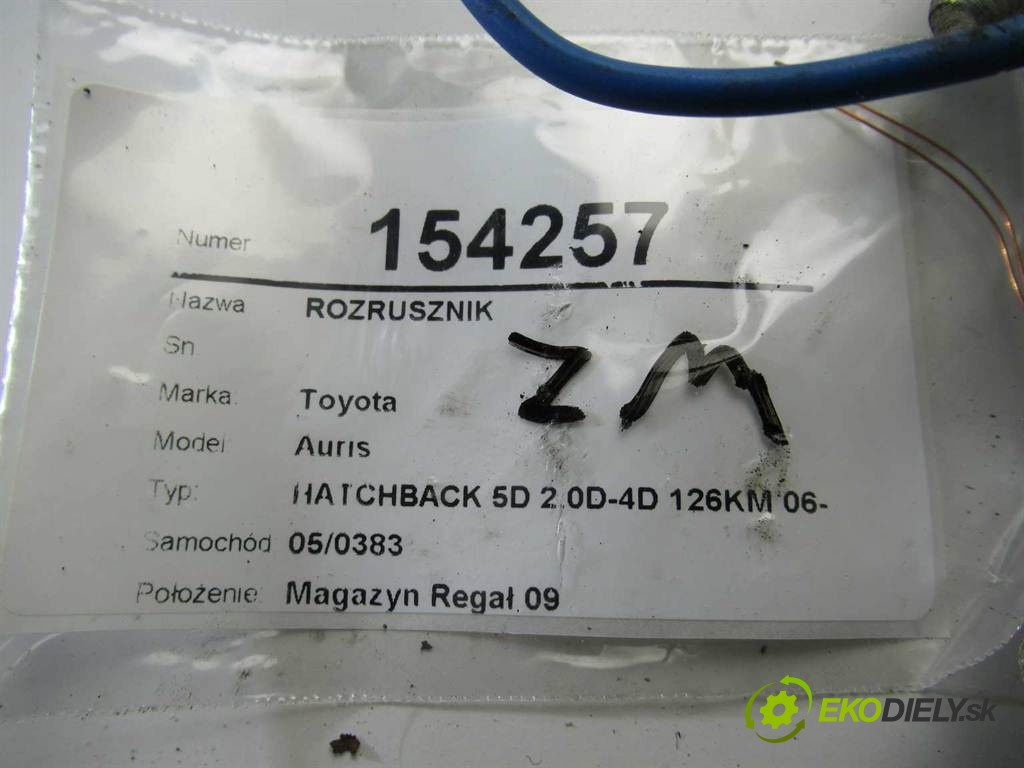 Numer 154257
Nazwa ROZRUSZNIK
Sn
Marka: Toyota
ZM
Model Auris
Typ: HATCHBACK 5D 2.0D-4D 126KM 06-
Samochód 05/0383
Położenie: Magazyn Regał 09
EKODIELY.sk